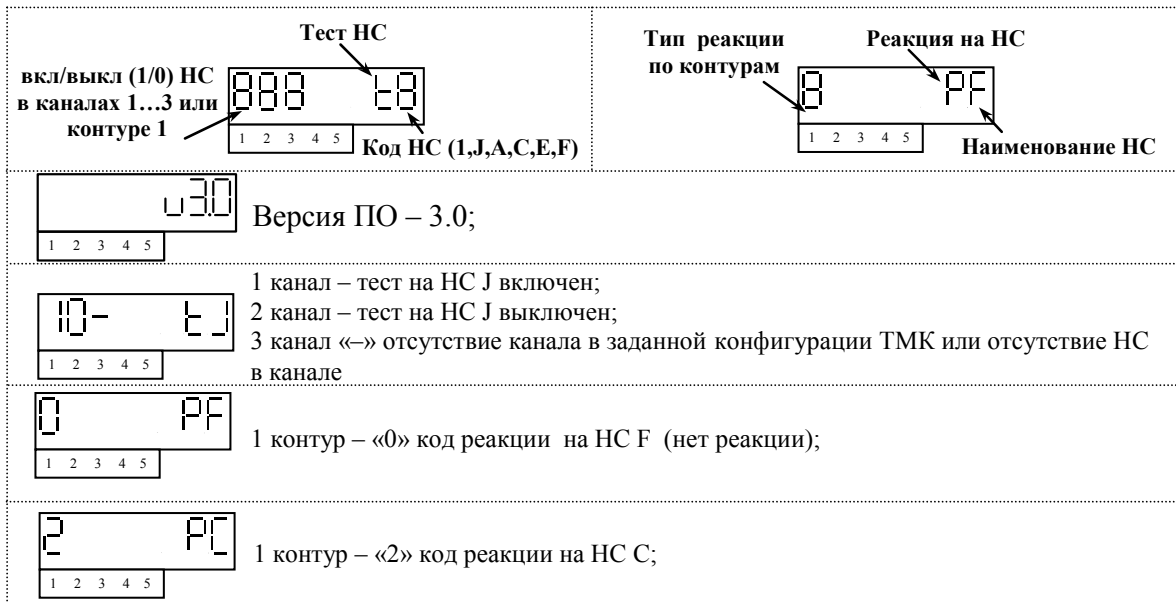 Тест НС
вкл/выкл (1/0) НС
в каналах 1…3 или
контуре 1
888 t8
1 2 3 4 5
Код НС (1,J,A,C,E,F)
Тип реакции
по контурам
Реакция на НС
8 PF
1 2 3 4 5
Наименование НС
u3.0
1 2 3 4 5
Версия ПО – 3.0;
10- tJ
1 2 3 4 5
1 канал – тест на НС J включен;
2 канал – тест на НС J выключен;
3 канал «–» отсутствие канала в заданной конфигурации ТМК или отсутствие НС
в канале
0 PF
1 2 3 4 5
1 контур – «0» код реакции на НС F (нет реакции);
2 PC
1 2 3 4 5
1 контур – «2» код реакции на НС С;